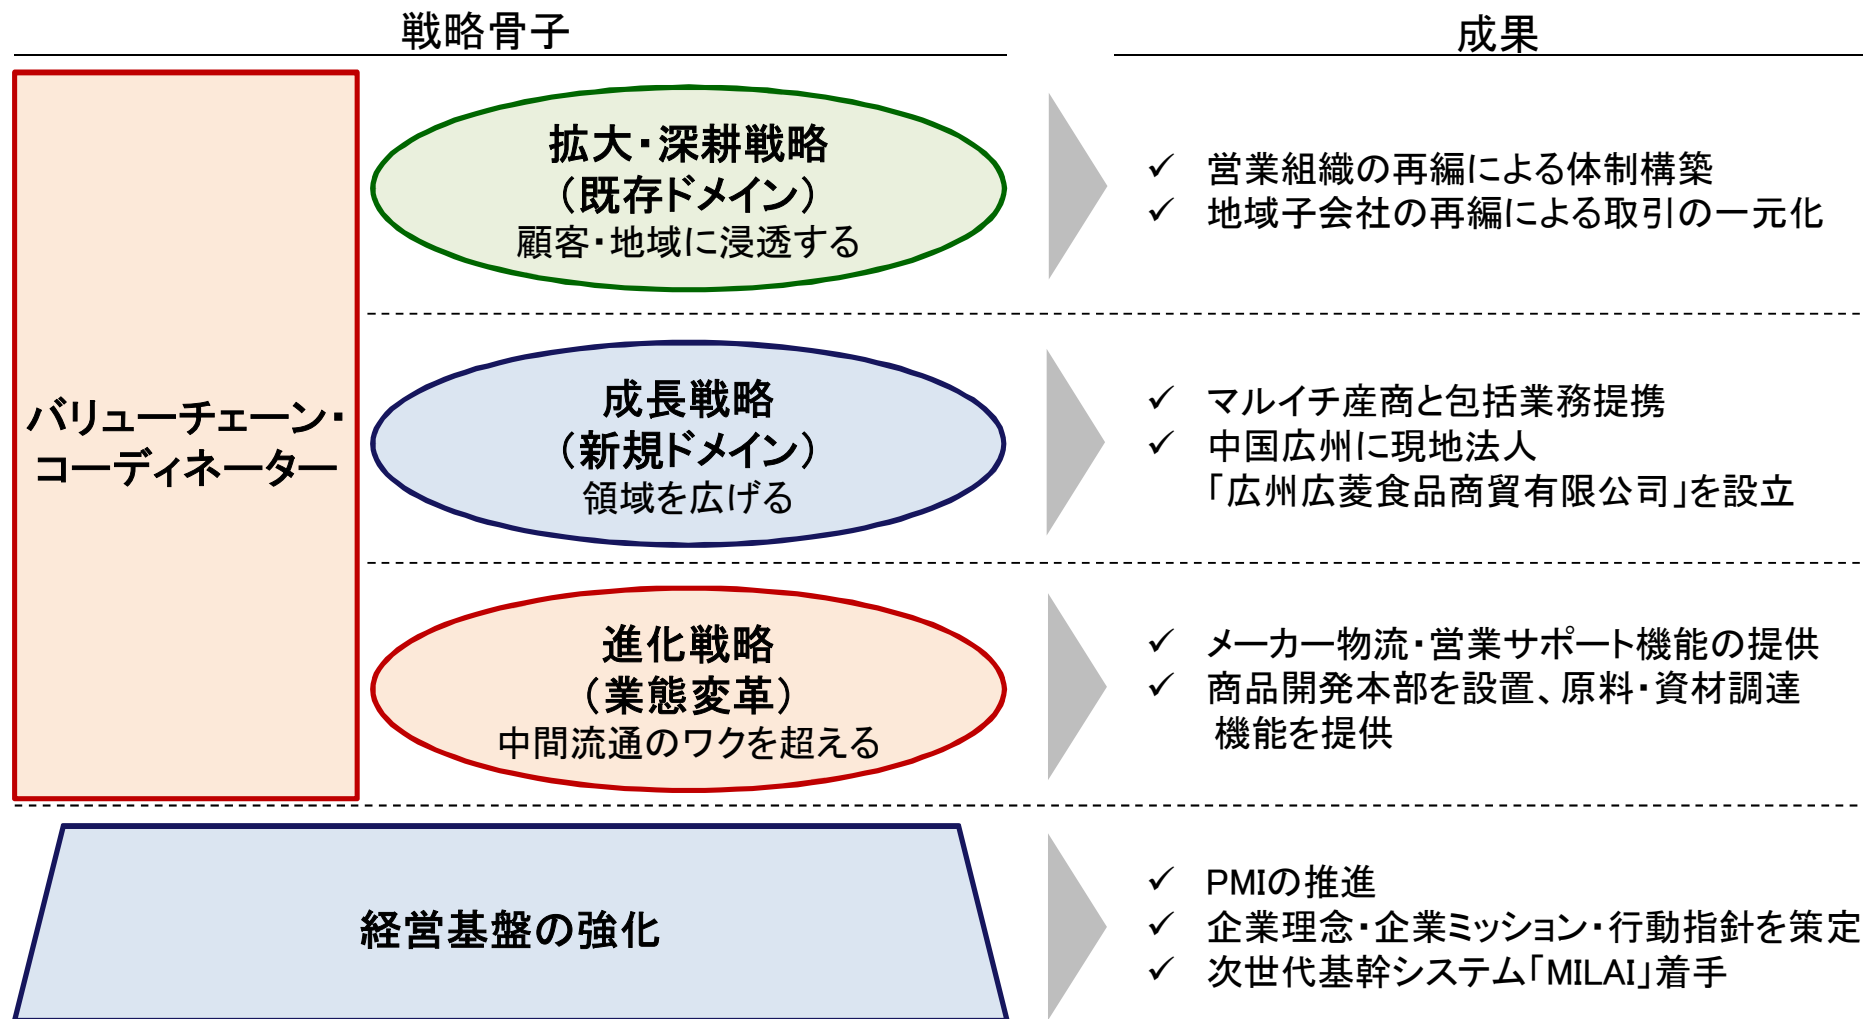 戦略骨子
成果
バリューチェーン・
コーディネーター
拡大・深耕戦略
（既存ドメイン）
顧客・地域に浸透する
✓ 営業組織の再編による体制構築
✓ 地域子会社の再編による取引の一元化
成長戦略
（新規ドメイン）
領域を広げる
✓ マルイチ産商と包括業務提携
✓ 中国広州に現地法人
「広州広菱食品商貿有限公司」を設立
進化戦略
（業態変革）
中間流通のワクを超える
✓ メーカー物流・営業サポート機能の提供
✓ 商品開発本部を設置、原料・資材調達
機能を提供
経営基盤の強化
✓ PMIの推進
✓ 企業理念・企業ミッション・行動指針を策定
✓ 次世代基幹システム「MILAI」着手